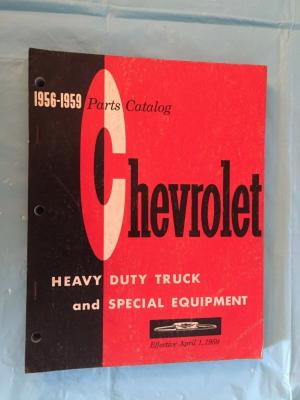 1956-1959 Parts Catalog
Chevrolet
HEAVY DUTY TRUCK
and SPECIAL EQUIPMENT
Effective April 1, 1959